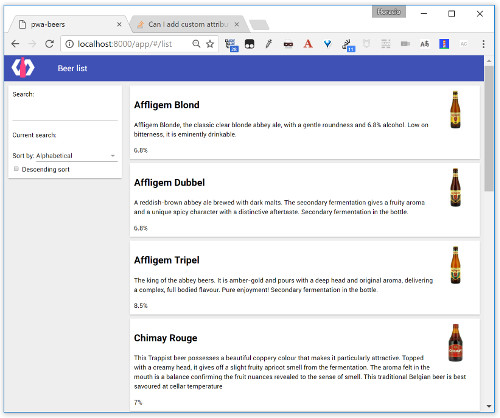 Horacio
pwa-beers
Can I add custom attribu
localhost:8000/app/#/list
Beer list
Search:
Current search:
Sort by: Alphabetical
Descending sort
Affligem Blond
Affligem Blonde, the classic clear blonde abbey ale, with a gentle roundness and 6.8% alcohol. Low on
bitterness, it is eminently drinkable.
6.8%
Affligem Dubbel
A reddish-brown abbey ale brewed with dark malts. The secondary fermentation gives a fruity aroma
and a unique spicy character with a distinctive aftertaste. Secondary fermentation in the bottle.
6.8%
Affligem Tripel
The king of the abbey beers. It is amber-gold and pours with a deep head and original aroma, delivering
a complex, full bodied flavour. Pure enjoyment! Secondary fermentation in the bottle.
8.5%
Chimay Rouge
This Trappist beer possesses a beautiful coppery colour that makes it particularly attractive. Topped
with a creamy head, it gives off a slight fruity apricot smell from the fermentation. The aroma felt in the
mouth is a balance confirming the fruit nuances revealed to the sense of smell. This traditional Belgian beer is best
savoured at cellar temperature
7%